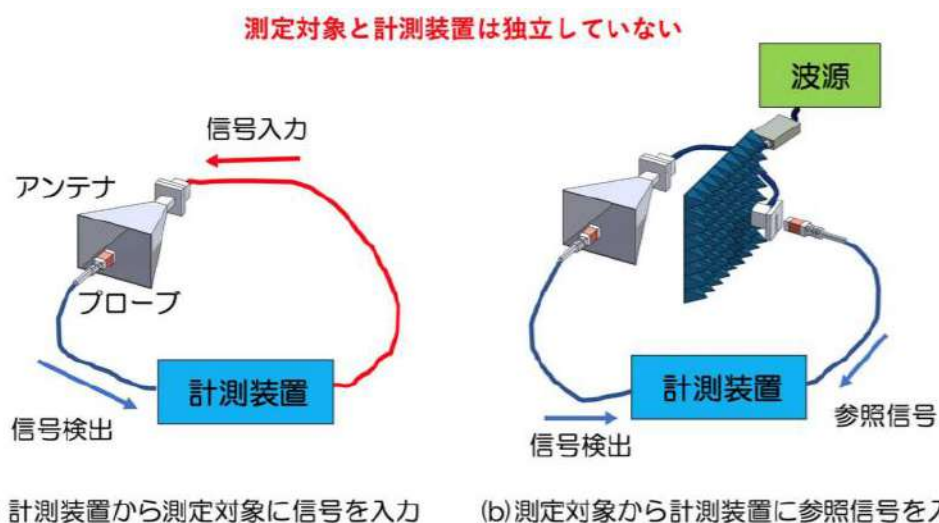 測定対象と計測装置は独立していない
波源
信号入力
アンテナ
プローブ
計測装置
信号検出
計測装置から測定対象に信号を入力
計測装置
信号検出
参照信号
(b)測定対象から計測装置に参照信号を入